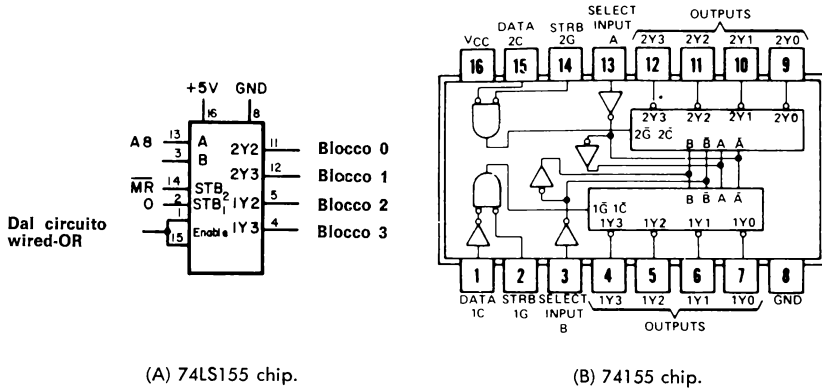 +5V GND
16 8
A8 13 A 2Y2 11 Blocco 0
3 B 2Y3 12 Blocco 1
MR 14 STB2 1Y2 5 Blocco 2
0 2 STB1 1Y3 4 Blocco 3
Dal circuito
wired-OR
1
15 Enable
(A) 74LS155 chip.
SELECT
INPUT
A
OUTPUTS
VCC DATA 2C STRB 2G 2Y3 2Y2 2Y1 2Y0
16 15 14 13 12 11 10 9
2Y3 2Y2 2Y1 2Y0
2G̅ 2C̅
B B̅ A A̅
B B̅ A A̅
1G̅ 1C̅
1Y3 1Y2 1Y1 1Y0
1 2 3 4 5 6 7 8
DATA 1C STRB 1G SELECT INPUT B 1Y3 1Y2 1Y1 1Y0 GND
OUTPUTS
(B) 74155 chip.